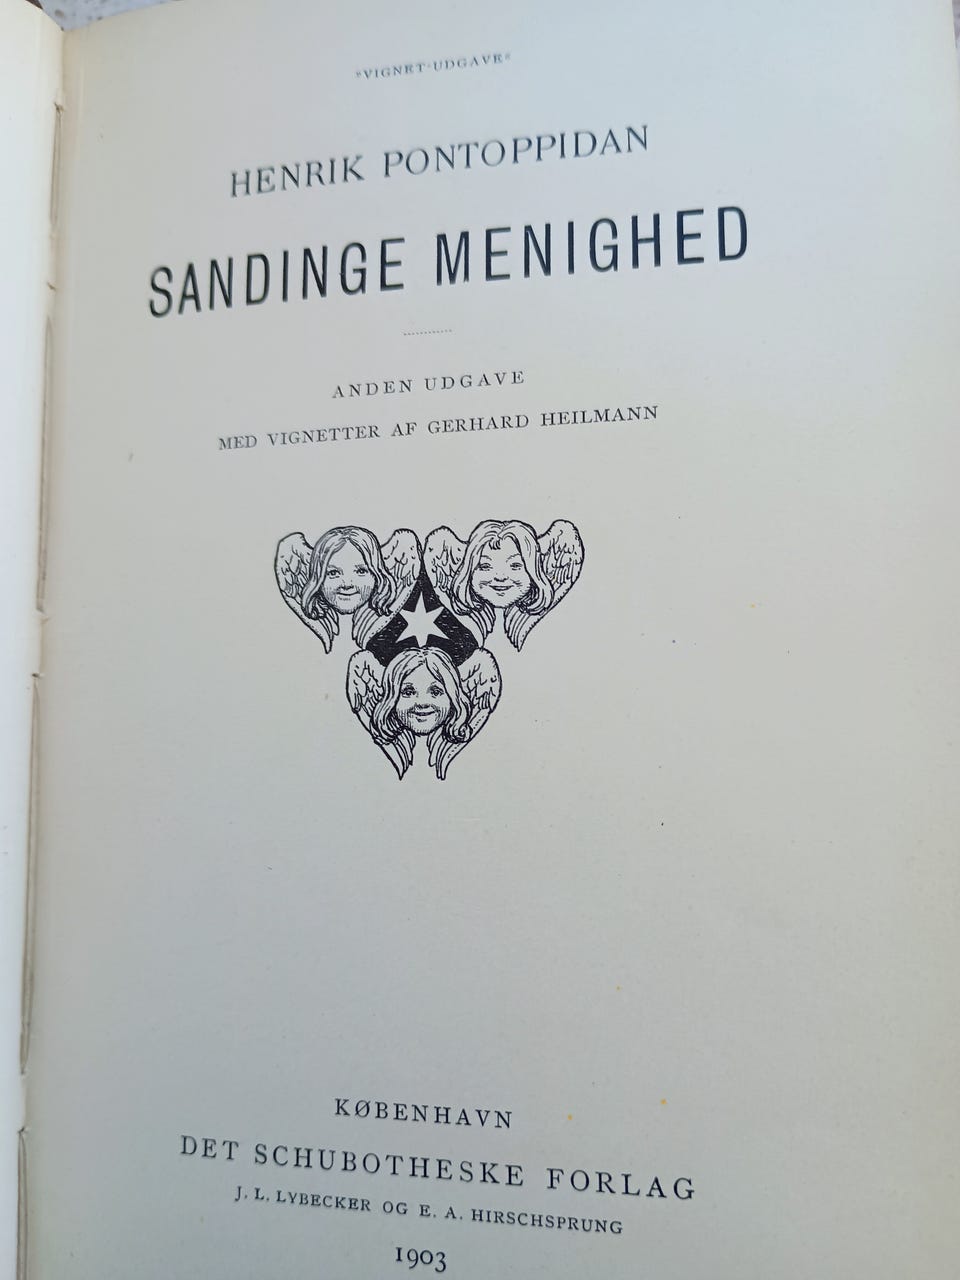 "VIGNET-UDGAVE"
HENRIK PONTOPPIDAN
SANDINGE MENIGHED
ANDEN UDGAVE
MED VIGNETTER AF GERHARD HEILMANN
KØBENHAVN
DET SCHUBOTHESKE FORLAG
J. L. LYBECKER OG E. A. HIRSCHSPRUNG
1903